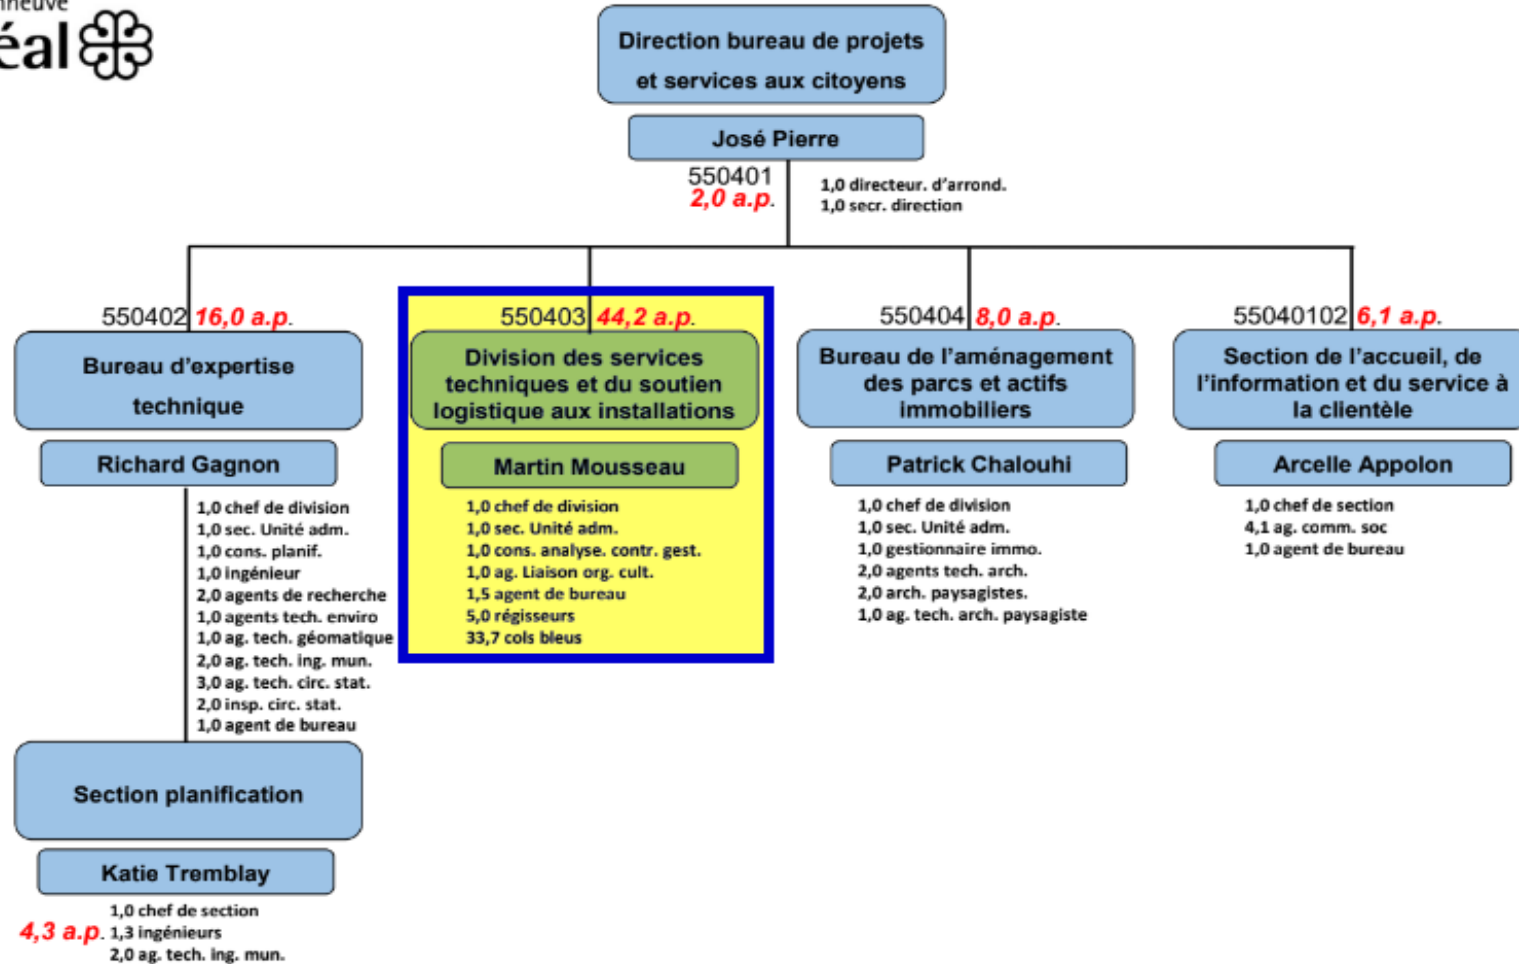 éal
Direction bureau de projets
et services aux citoyens
José Pierre
550401
2,0 a.p.
1,0 directeur. d'arrond.
1,0 secr. direction
550402 16,0 a.p.
Bureau d'expertise
technique
Richard Gagnon
1,0 chef de division
1,0 sec. Unité adm.
1,0 cons. planif.
1,0 ingénieur
2,0 agents de recherche
1,0 agents tech. enviro
1,0 ag. tech. géomatique
2,0 ag. tech. ing. mun.
3,0 ag. tech. circ. stat.
2,0 insp. circ. stat.
1,0 agent de bureau
Section planification
Katie Tremblay
4,3 a.p.
1,0 chef de section
1,3 ingénieurs
2,0 ag. tech. ing. mun.
550403 44,2 a.p.
Division des services
techniques et du soutien
logistique aux installations
Martin Mousseau
1,0 chef de division
1,0 sec. Unité adm.
1,0 cons. analyse. contr. gest.
1,0 ag. Liaison org. cult.
1,5 agent de bureau
5,0 régisseurs
33,7 cols bleus
550404 8,0 a.p.
Bureau de l'aménagement
des parcs et actifs
immobiliers
Patrick Chalouhi
1,0 chef de division
1,0 sec. Unité adm.
1,0 gestionnaire immo.
2,0 agents tech. arch.
2,0 arch. paysagistes.
1,0 ag. tech. arch. paysagiste
55040102 6,1 a.p.
Section de l'accueil, de
l'information et du service à
la clientèle
Arcelle Appolon
1,0 chef de section
4,1 ag. comm. soc
1,0 agent de bureau